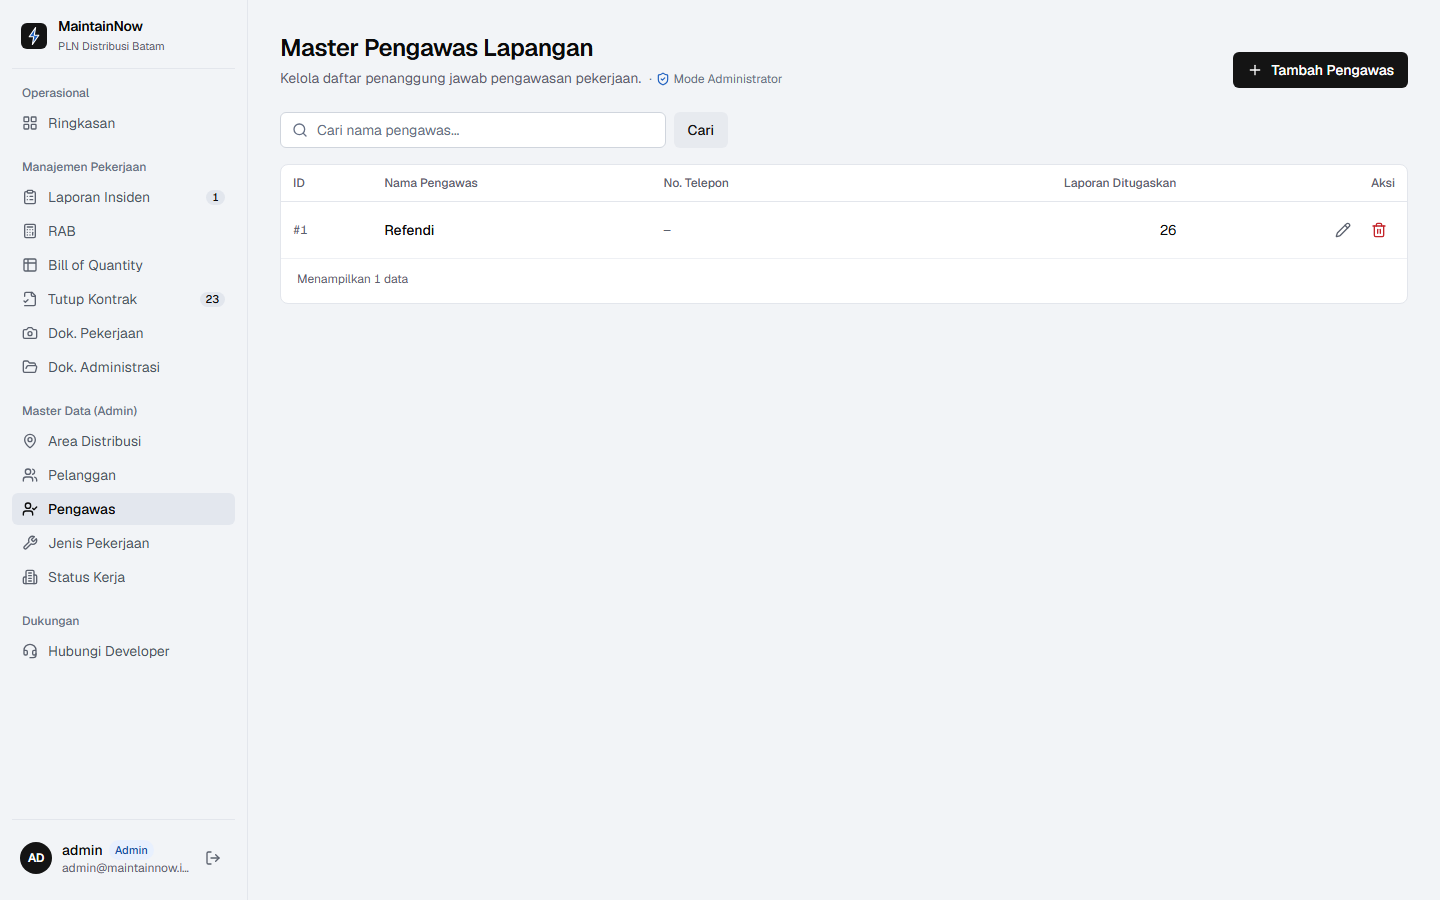 MaintainNow
PLN Distribusi Batam
Operasional
Ringkasan
Manajemen Pekerjaan
Laporan Insiden 1
RAB
Bill of Quantity
Tutup Kontrak 23
Dok. Pekerjaan
Dok. Administrasi
Master Data (Admin)
Area Distribusi
Pelanggan
Pengawas
Jenis Pekerjaan
Status Kerja
Dukungan
Hubungi Developer
AD
admin Admin
admin@maintainnow.i...
Master Pengawas Lapangan
Kelola daftar penanggung jawab pengawasan pekerjaan. · Mode Administrator
Tambah Pengawas
Cari nama pengawas... Cari
ID Nama Pengawas No. Telepon Laporan Ditugaskan Aksi
#1 Refendi – 26
Menampilkan 1 data